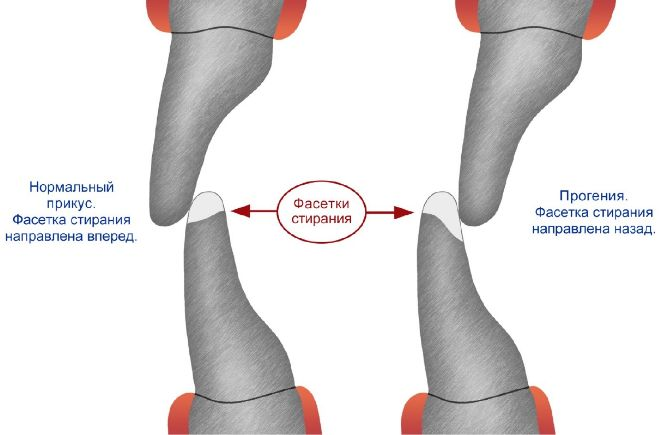 Нормальный
прикус.
Фасетка стирания
направлена вперед.
Фасетки
стирания
Прогения.
Фасетка стирания
направлена назад.